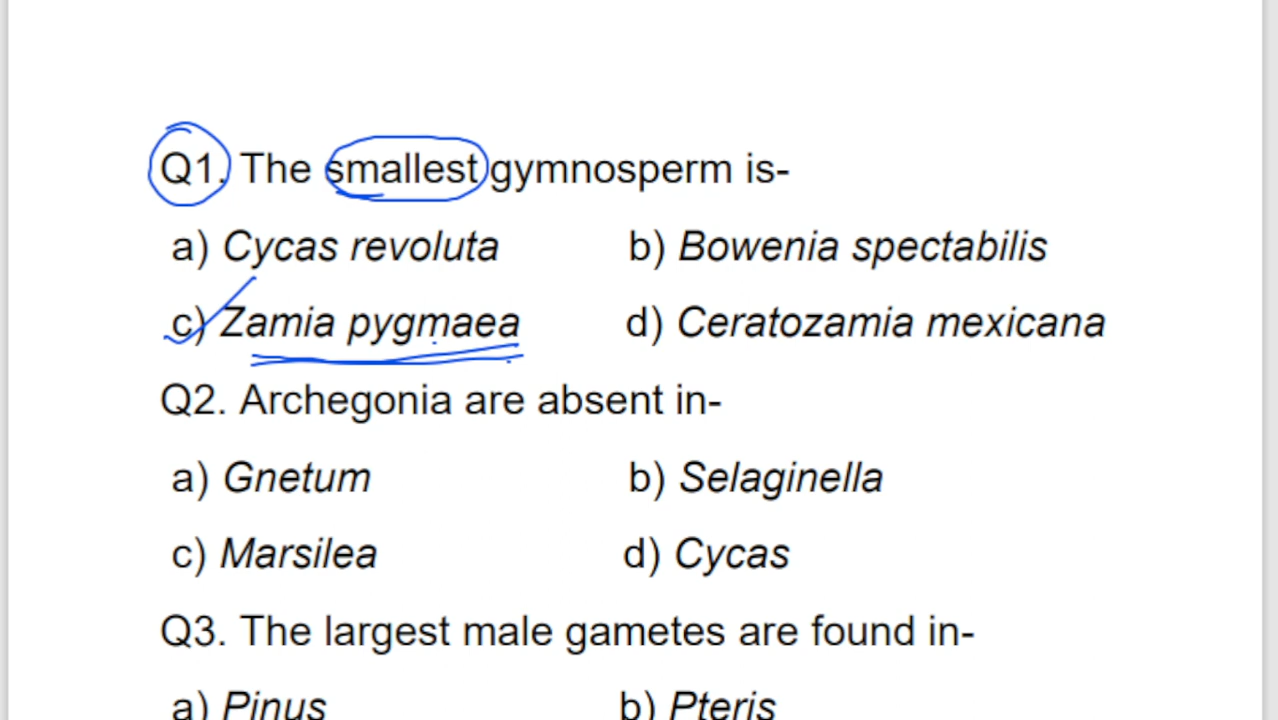 Q1. The smallest gymnosperm is-
a) Cycas revoluta b) Bowenia spectabilis
c) Zamia pygmaea d) Ceratozamia mexicana
Q2. Archegonia are absent in-
a) Gnetum b) Selaginella
c) Marsilea d) Cycas
Q3. The largest male gametes are found in-
a) Pinus b) Pteris